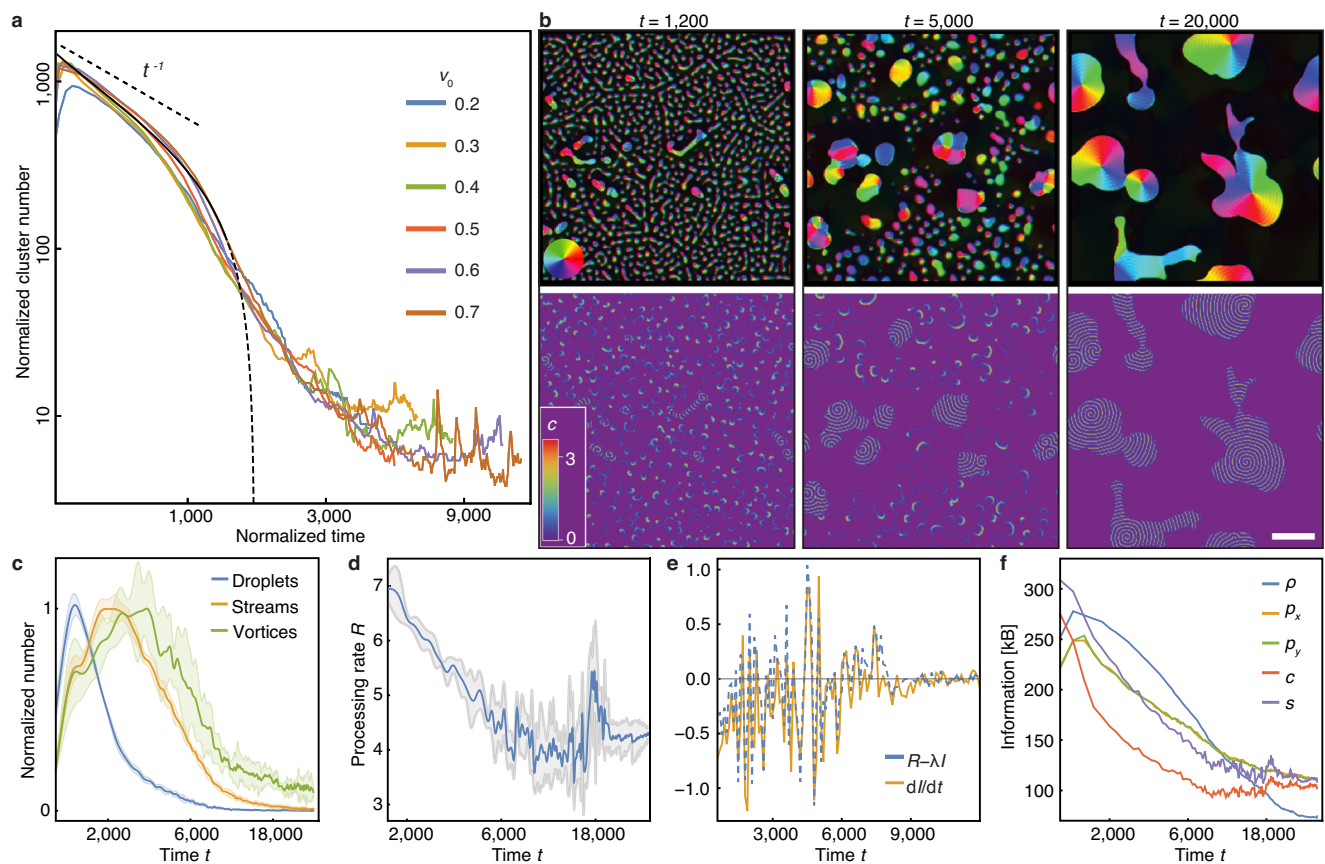 a
t⁻¹
v₀
0.2
0.3
0.4
0.5
0.6
0.7
1,000
100
10
Normalized cluster number
1,000 3,000 9,000
Normalized time
b
t = 1,200 t = 5,000 t = 20,000
c
3
0
c
Droplets
Streams
Vortices
1
0
Normalized number
2,000 6,000 18,000
Time t
d
7
6
5
4
3
Processing rate R
2,000 6,000 18,000
Time t
e
1.0
0.5
0.0
−0.5
−1.0
R−λI
dI/dt
3,000 6,000 9,000
Time t
f
300
250
200
150
100
Information [kB]
ρ
pₓ
p_y
c
s
2,000 6,000 18,000
Time t